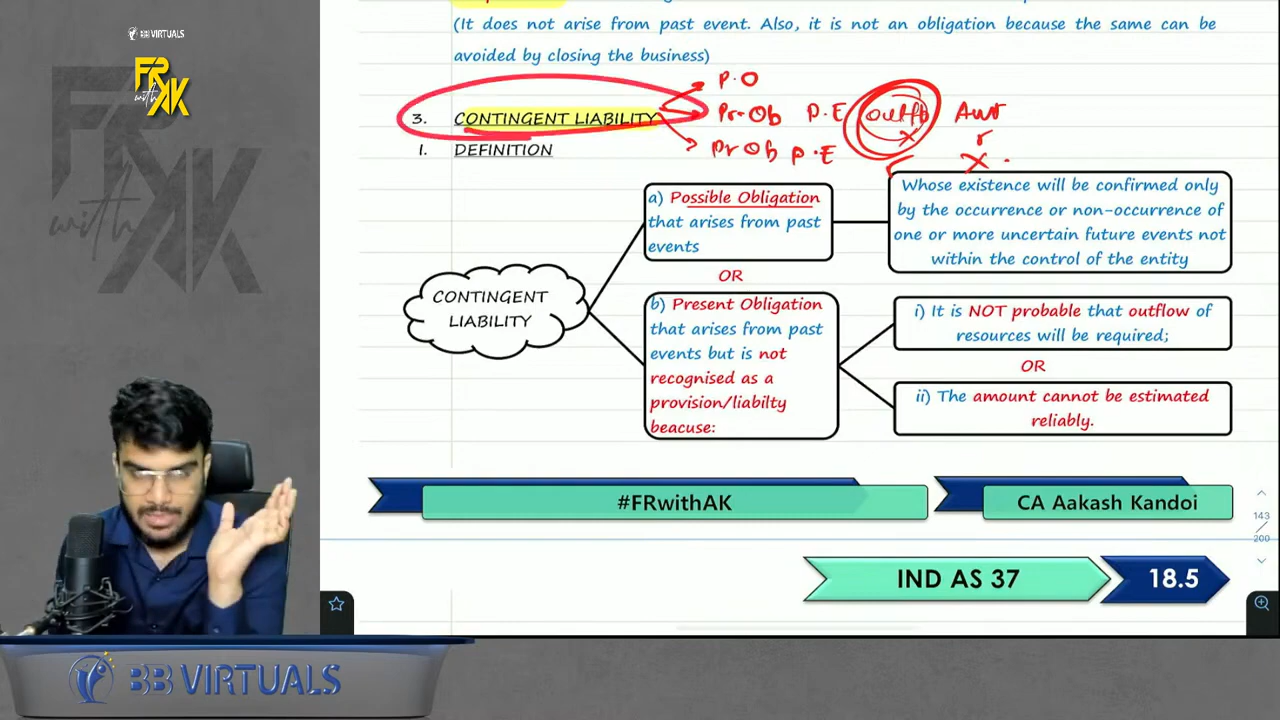 BB VIRTUALS
FR
with
AK
(It does not arise from past event. Also, it is not an obligation because the same can be
avoided by closing the business)
P.O
3. CONTINGENT LIABILITY
Pr-Ob P.E outfl x Amt
1. DEFINITION
Pr Ob P.E X
a) Possible Obligation
that arises from past
events
Whose existence will be confirmed only
by the occurrence or non-occurrence of
one or more uncertain future events not
within the control of the entity
OR
CONTINGENT
LIABILITY
b) Present Obligation
that arises from past
events but is not
recognised as a
provision/liabilty
beacuse:
i) It is NOT probable that outflow of
resources will be required;
OR
ii) The amount cannot be estimated
reliably.
#FRwithAK
CA Aakash Kandoi
143
/
200
IND AS 37
18.5
BB VIRTUALS